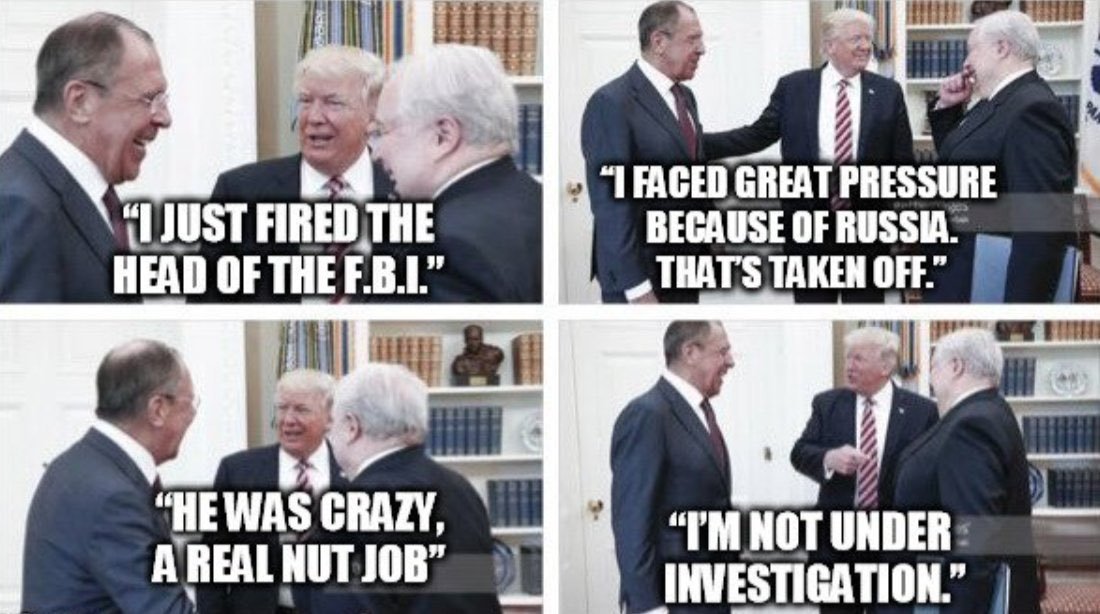 "I JUST FIRED THE
HEAD OF THE F.B.I."
"I FACED GREAT PRESSURE
BECAUSE OF RUSSIA.
THAT'S TAKEN OFF."
"HE WAS CRAZY,
A REAL NUT JOB"
"I'M NOT UNDER
INVESTIGATION."